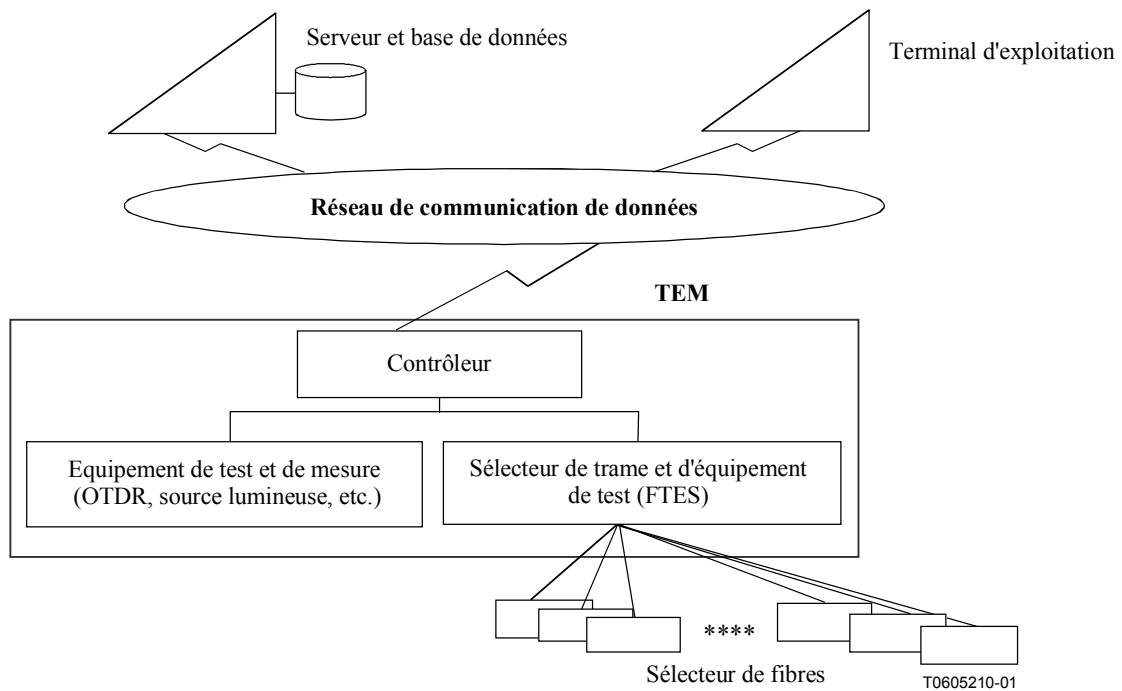 Serveur et base de données
Terminal d'exploitation
Réseau de communication de données
TEM
Contrôleur
Equipement de test et de mesure
(OTDR, source lumineuse, etc.)
Sélecteur de trame et d'équipement
de test (FTES)
****
Sélecteur de fibres
T0605210-01